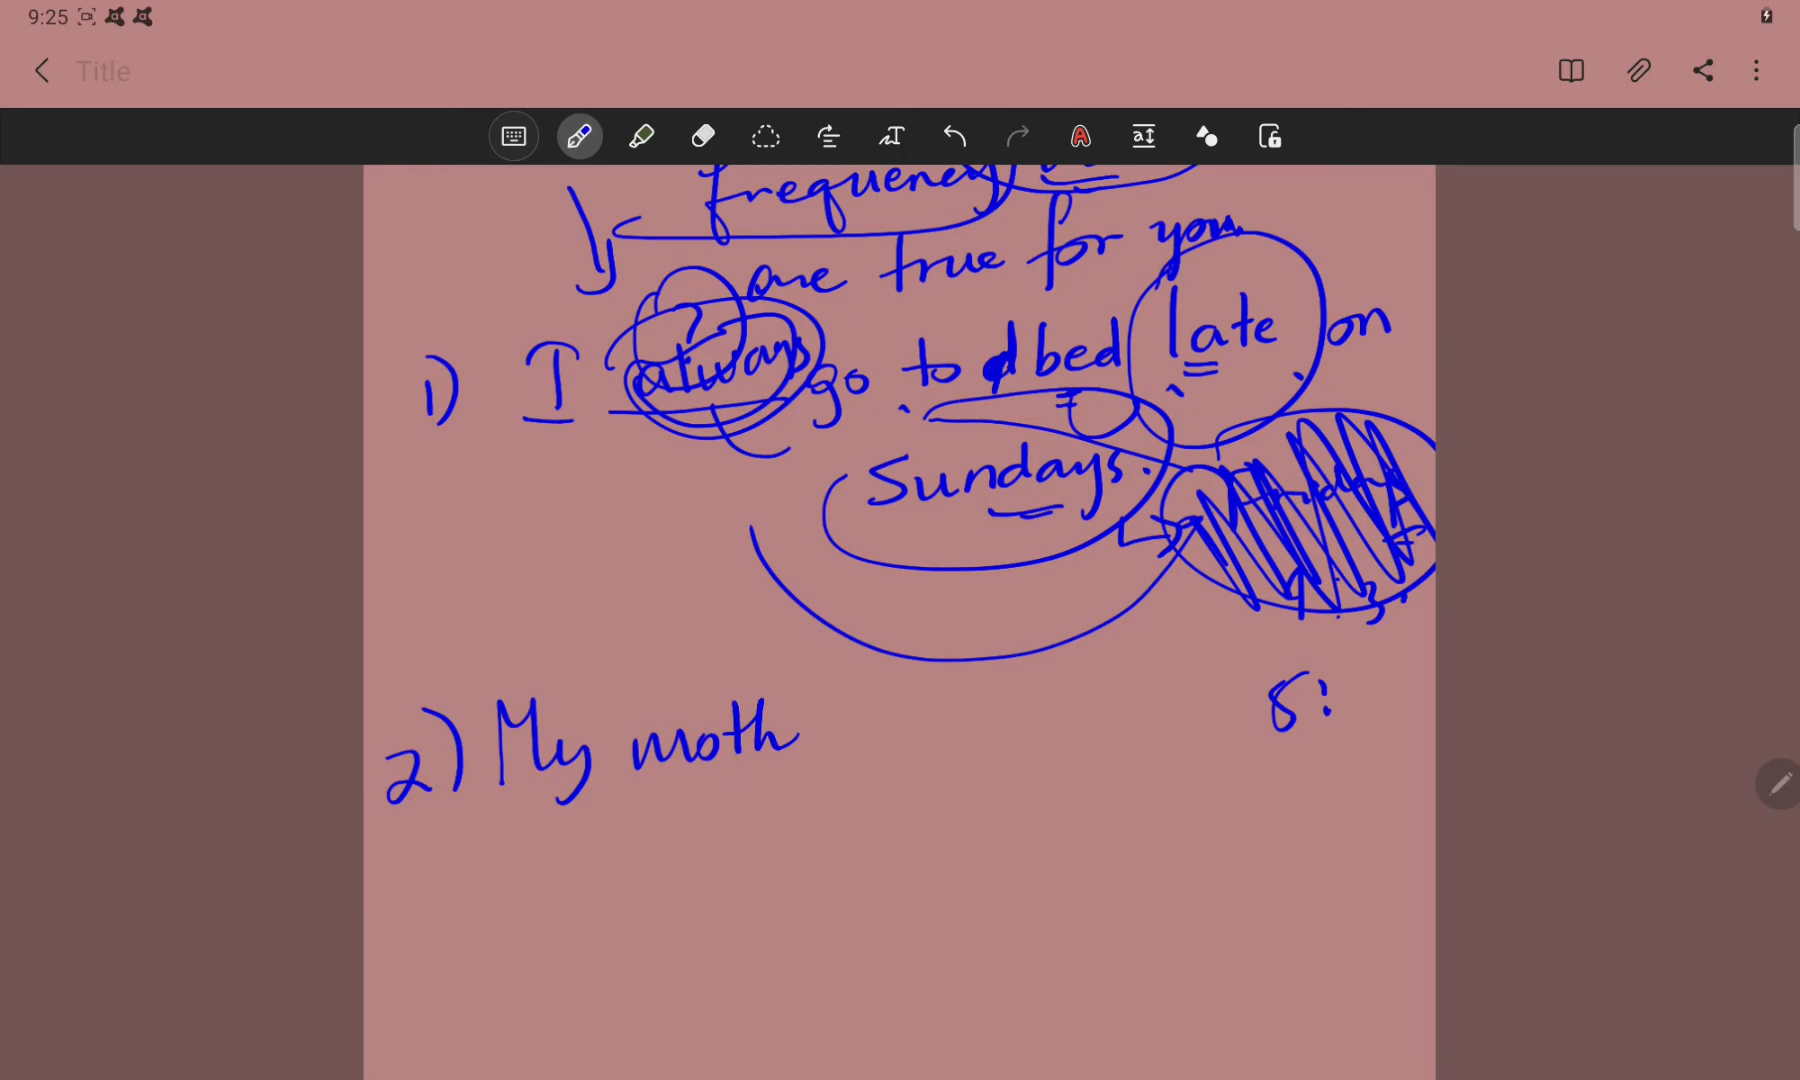 9:25
Title
frequency
are true for you
1) I always go to bed late on
Sundays.
8:
2) My moth